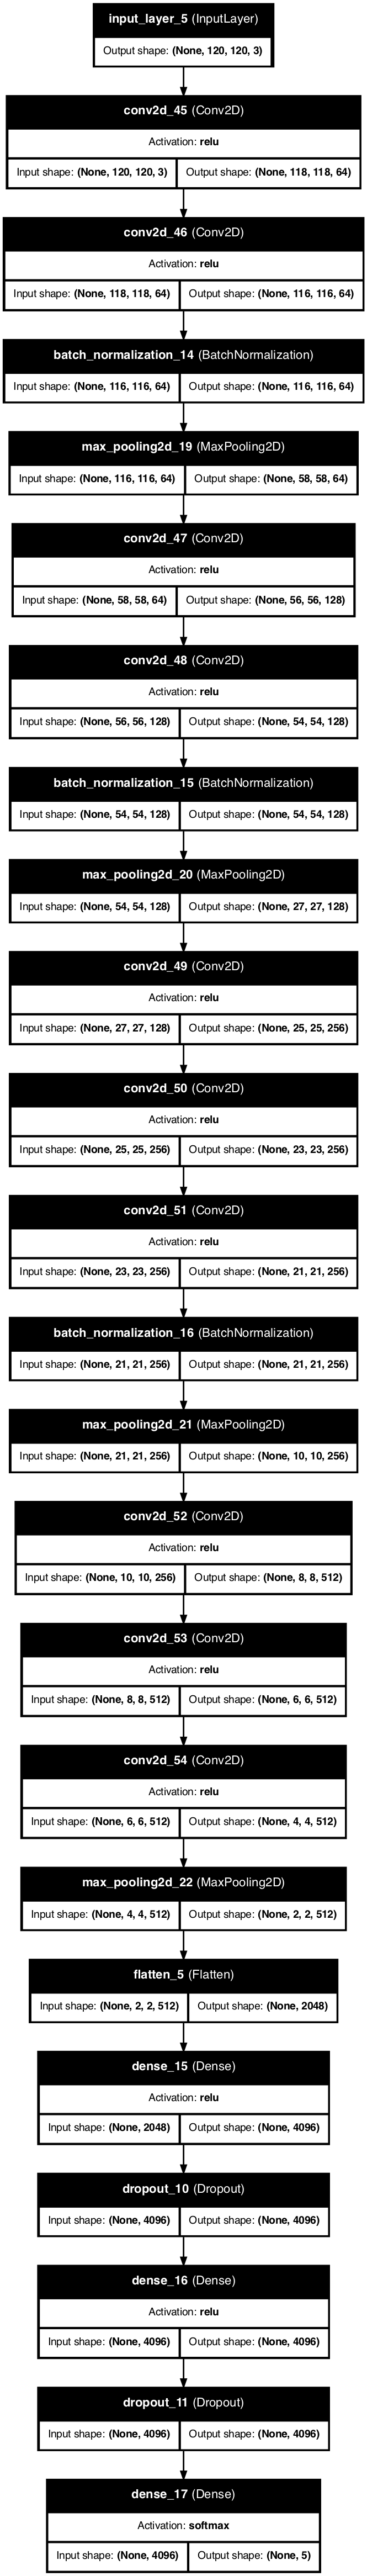 input_layer_5 (InputLayer)
Output shape: (None, 120, 120, 3)
conv2d_45 (Conv2D)
Activation: relu
Input shape: (None, 120, 120, 3) Output shape: (None, 118, 118, 64)
conv2d_46 (Conv2D)
Activation: relu
Input shape: (None, 118, 118, 64) Output shape: (None, 116, 116, 64)
batch_normalization_14 (BatchNormalization)
Input shape: (None, 116, 116, 64) Output shape: (None, 116, 116, 64)
max_pooling2d_19 (MaxPooling2D)
Input shape: (None, 116, 116, 64) Output shape: (None, 58, 58, 64)
conv2d_47 (Conv2D)
Activation: relu
Input shape: (None, 58, 58, 64) Output shape: (None, 56, 56, 128)
conv2d_48 (Conv2D)
Activation: relu
Input shape: (None, 56, 56, 128) Output shape: (None, 54, 54, 128)
batch_normalization_15 (BatchNormalization)
Input shape: (None, 54, 54, 128) Output shape: (None, 54, 54, 128)
max_pooling2d_20 (MaxPooling2D)
Input shape: (None, 54, 54, 128) Output shape: (None, 27, 27, 128)
conv2d_49 (Conv2D)
Activation: relu
Input shape: (None, 27, 27, 128) Output shape: (None, 25, 25, 256)
conv2d_50 (Conv2D)
Activation: relu
Input shape: (None, 25, 25, 256) Output shape: (None, 23, 23, 256)
conv2d_51 (Conv2D)
Activation: relu
Input shape: (None, 23, 23, 256) Output shape: (None, 21, 21, 256)
batch_normalization_16 (BatchNormalization)
Input shape: (None, 21, 21, 256) Output shape: (None, 21, 21, 256)
max_pooling2d_21 (MaxPooling2D)
Input shape: (None, 21, 21, 256) Output shape: (None, 10, 10, 256)
conv2d_52 (Conv2D)
Activation: relu
Input shape: (None, 10, 10, 256) Output shape: (None, 8, 8, 512)
conv2d_53 (Conv2D)
Activation: relu
Input shape: (None, 8, 8, 512) Output shape: (None, 6, 6, 512)
conv2d_54 (Conv2D)
Activation: relu
Input shape: (None, 6, 6, 512) Output shape: (None, 4, 4, 512)
max_pooling2d_22 (MaxPooling2D)
Input shape: (None, 4, 4, 512) Output shape: (None, 2, 2, 512)
flatten_5 (Flatten)
Input shape: (None, 2, 2, 512) Output shape: (None, 2048)
dense_15 (Dense)
Activation: relu
Input shape: (None, 2048) Output shape: (None, 4096)
dropout_10 (Dropout)
Input shape: (None, 4096) Output shape: (None, 4096)
dense_16 (Dense)
Activation: relu
Input shape: (None, 4096) Output shape: (None, 4096)
dropout_11 (Dropout)
Input shape: (None, 4096) Output shape: (None, 4096)
dense_17 (Dense)
Activation: softmax
Input shape: (None, 4096) Output shape: (None, 5)